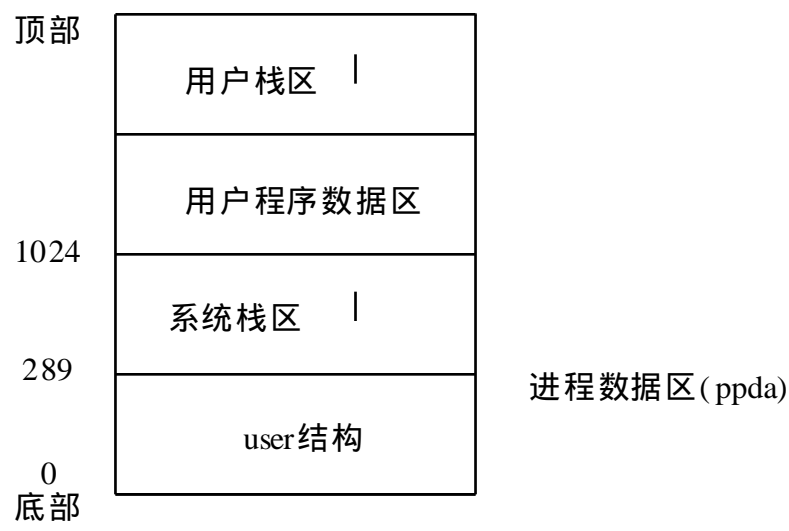 顶部
用户栈区
用户程序数据区
1024
系统栈区
289
进程数据区(ppda)
user结构
0
底部